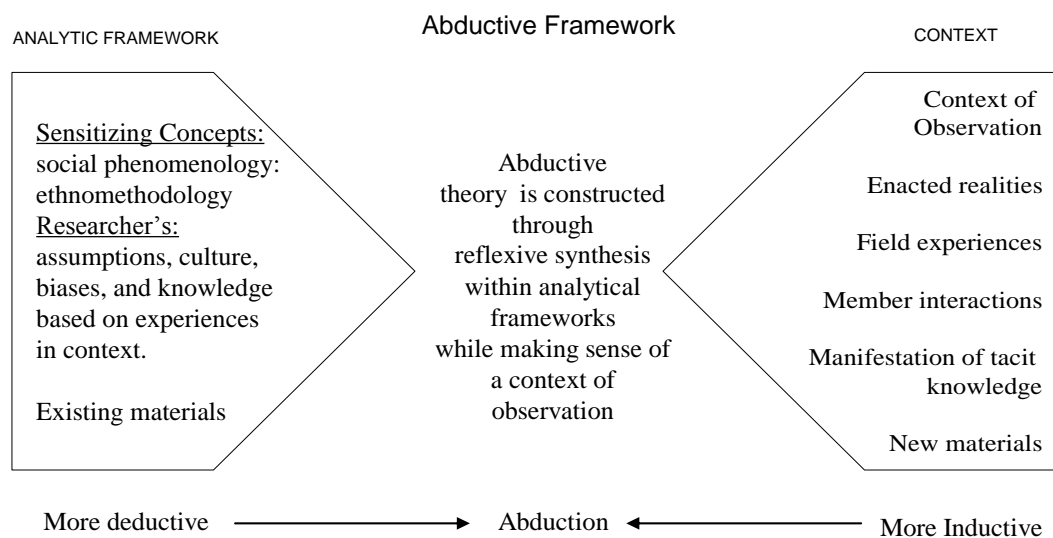 Abductive Framework
ANALYTIC FRAMEWORK
CONTEXT
Sensitizing Concepts:
social phenomenology:
ethnomethodology
Researcher's:
assumptions, culture,
biases, and knowledge
based on experiences
in context.
Existing materials
Abductive
theory is constructed
through
reflexive synthesis
within analytical
frameworks
while making sense of
a context of
observation
Context of
Observation
Enacted realities
Field experiences
Member interactions
Manifestation of tacit
knowledge
New materials
More deductive
Abduction
More Inductive